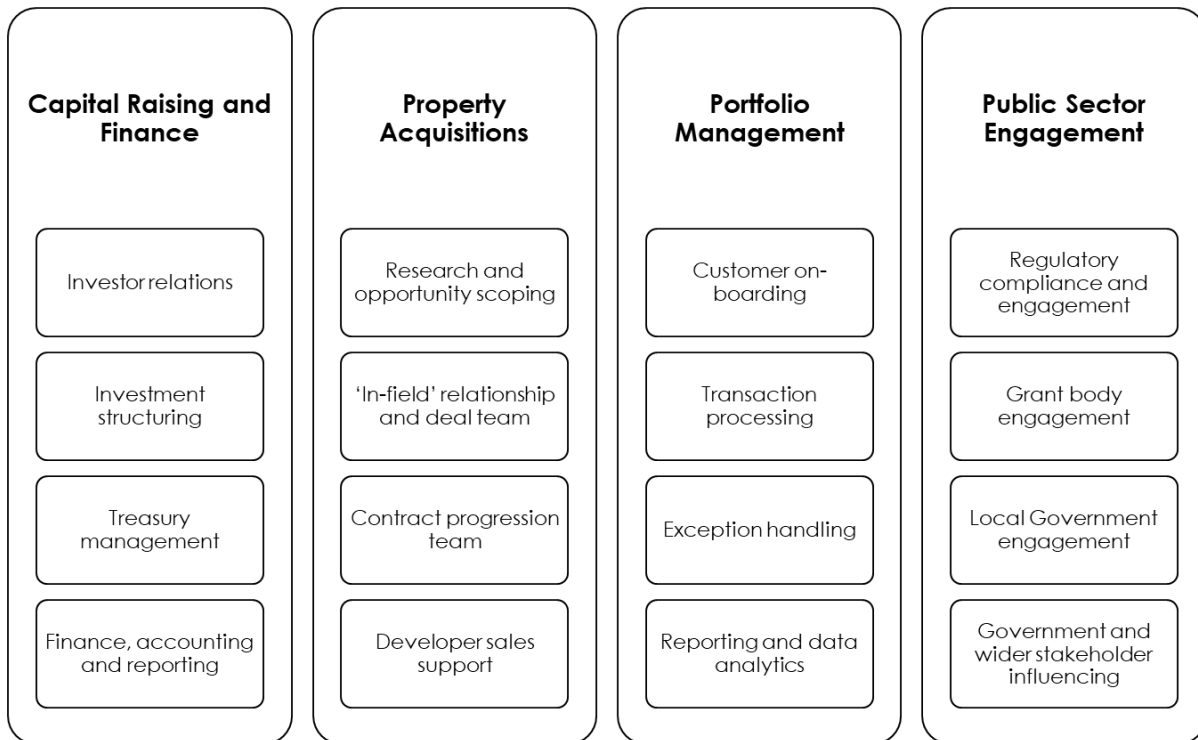 Capital Raising and
Finance
Investor relations
Investment
structuring
Treasury
management
Finance, accounting
and reporting
Property
Acquisitions
Research and
opportunity scoping
‘In-field’ relationship
and deal team
Contract progression
team
Developer sales
support
Portfolio
Management
Customer on-
boarding
Transaction
processing
Exception handling
Reporting and data
analytics
Public Sector
Engagement
Regulatory
compliance and
engagement
Grant body
engagement
Local Government
engagement
Government and
wider stakeholder
influencing